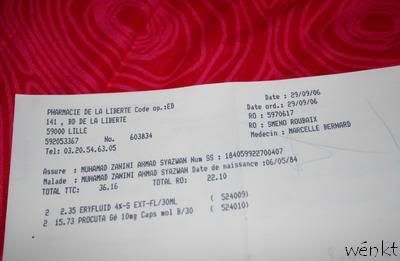 PHARMACIE DE LA LIBERTE Code op.:ED
141 , BD DE LA LIBERTE
59000 LILLE
592053367 No. 603834
Tel: 03.20.54.63.05
Date : 29/09/06
Date ord.: 29/09/06
RO : 5970617
RO : SMENO ROUBAIX
Medecin : MARCELLE BERNARD
Assure : MUHAMAD ZANINI AHMAD SYAZWAN Num SS : 184059922700407
Malade : MUHAMAD ZANINI AHMAD SYAZWAN Date de naissance :06/05/84
TOTAL TTC: 36.16 TOTAL RO: 22.10
2 2.35 ERYFLUID 4%-S EXT-FL/30ML ( 524009)
2 15.73 PROCUTA Gé 10mg Caps mol B/30 ( 524010)
wénkt